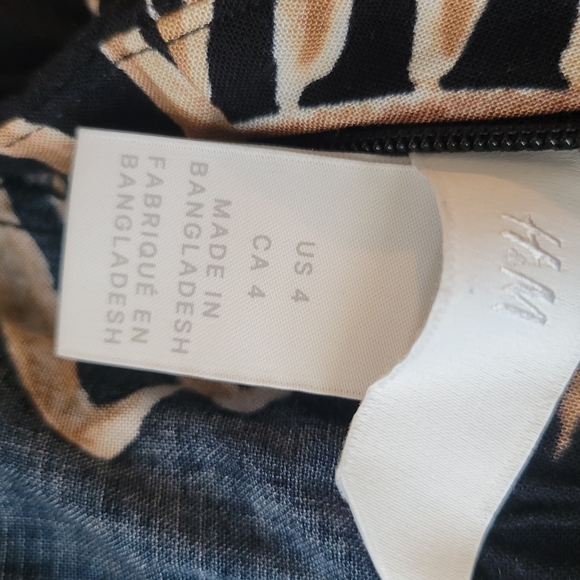 H&M
US 4
CA 4
MADE IN
BANGLADESH
FABRIQUÉ EN
BANGLADESH